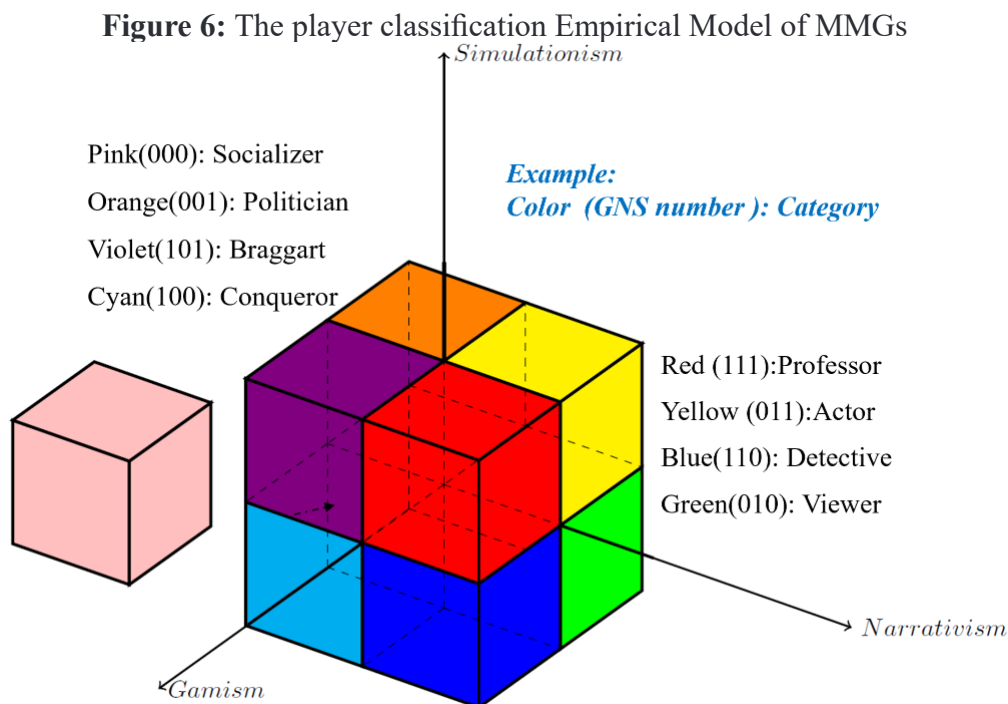 Figure 6: The player classification Empirical Model of MMGs
Simulationism
Pink(000): Socializer
Orange(001): Politician
Violet(101): Braggart
Cyan(100): Conqueror
Example:
Color (GNS number ): Category
Red (111):Professor
Yellow (011):Actor
Blue(110): Detective
Green(010): Viewer
Narrativism
Gamism